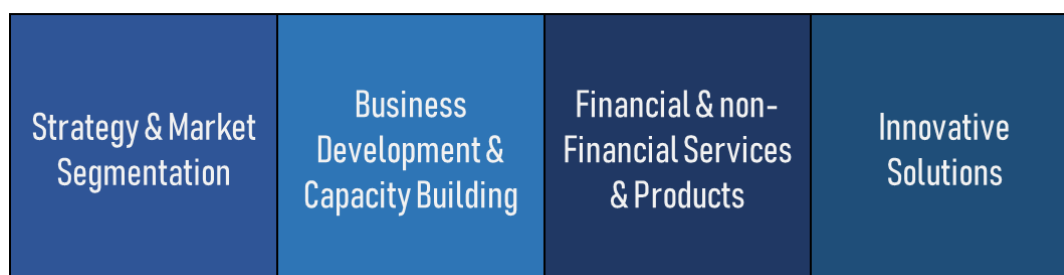 Strategy & Market
Segmentation
Business
Development &
Capacity Building
Financial & non-
Financial Services
& Products
Innovative
Solutions